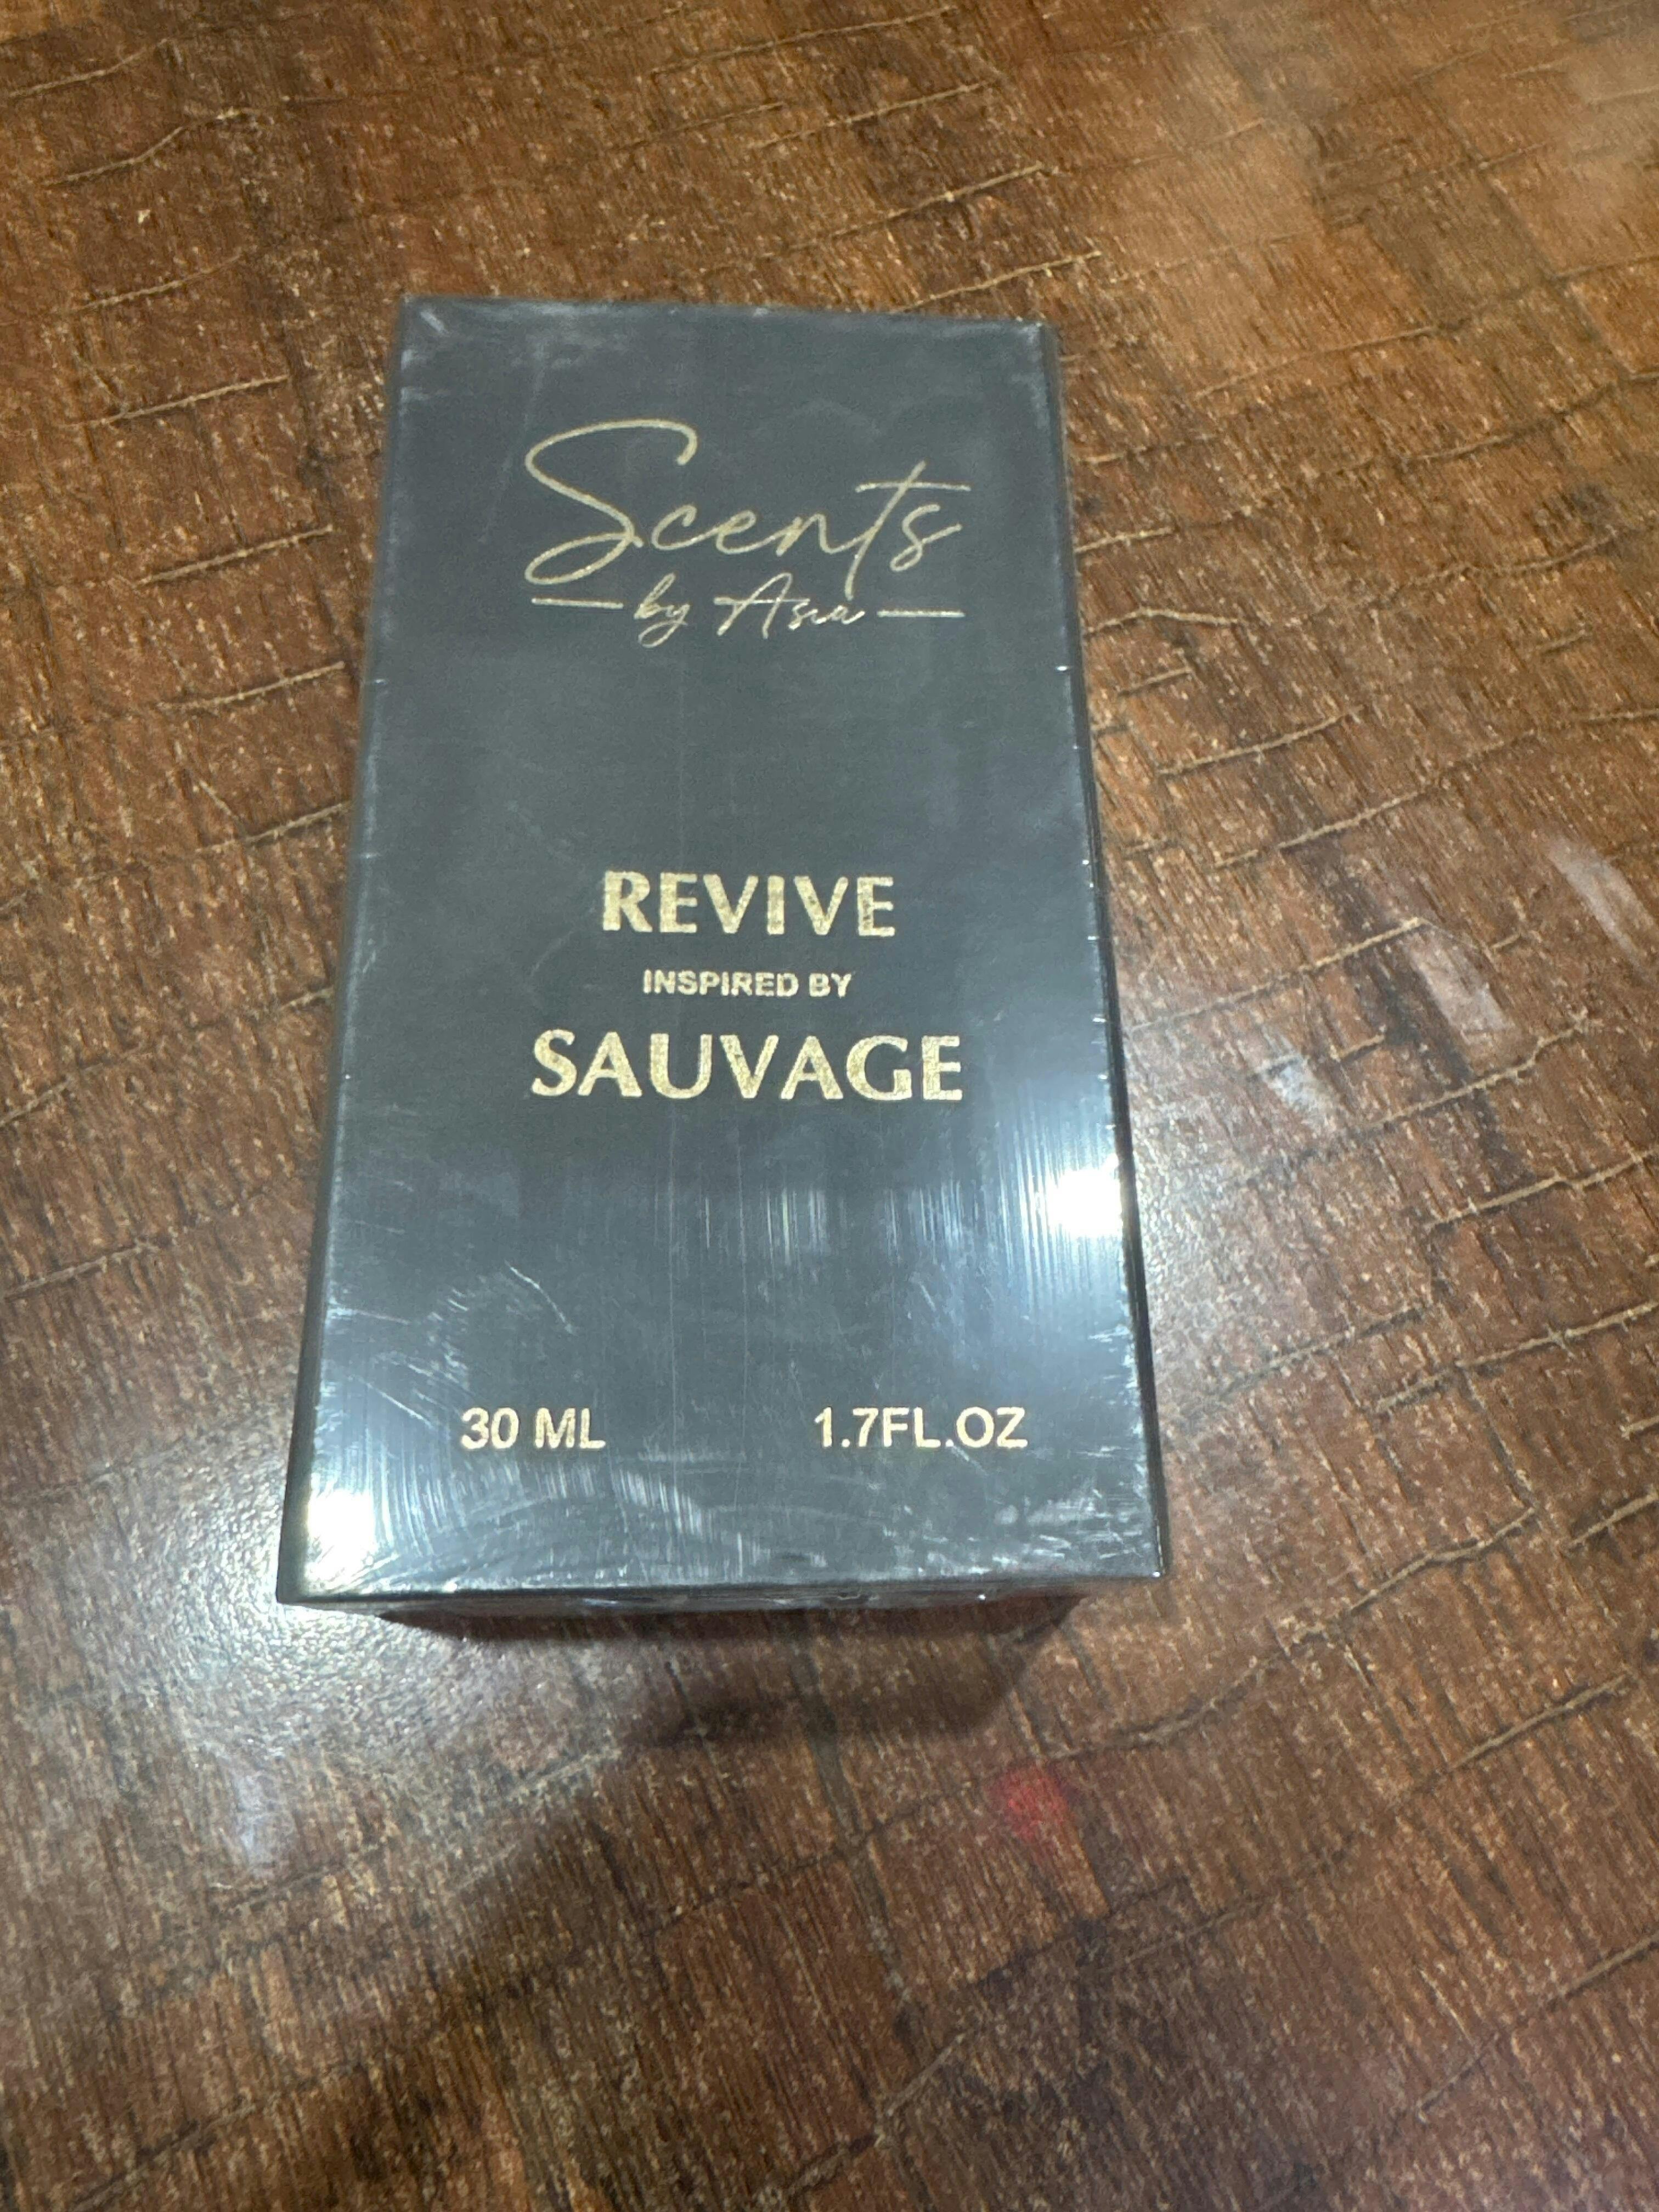 Scents
by Asia
REVIVE
INSPIRED BY
SAUVAGE
30 ML 1.7FL.OZ